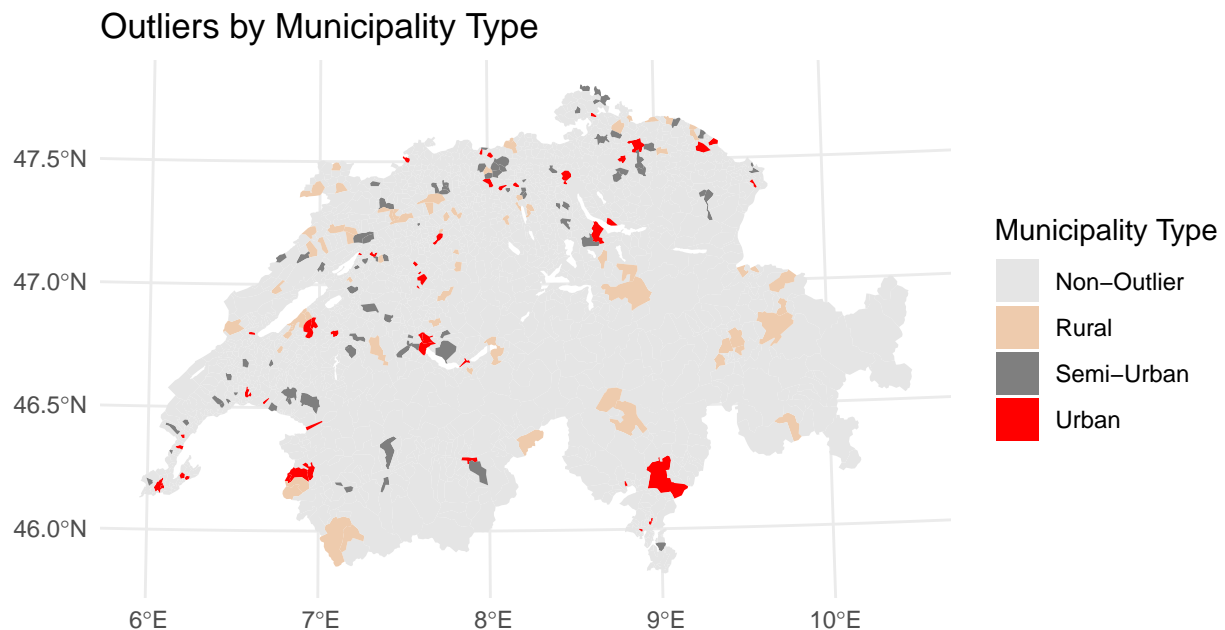 Outliers by Municipality Type
47.5°N
47.0°N
46.5°N
46.0°N
6°E
7°E
8°E
9°E
10°E
Municipality Type
Non−Outlier
Rural
Semi−Urban
Urban